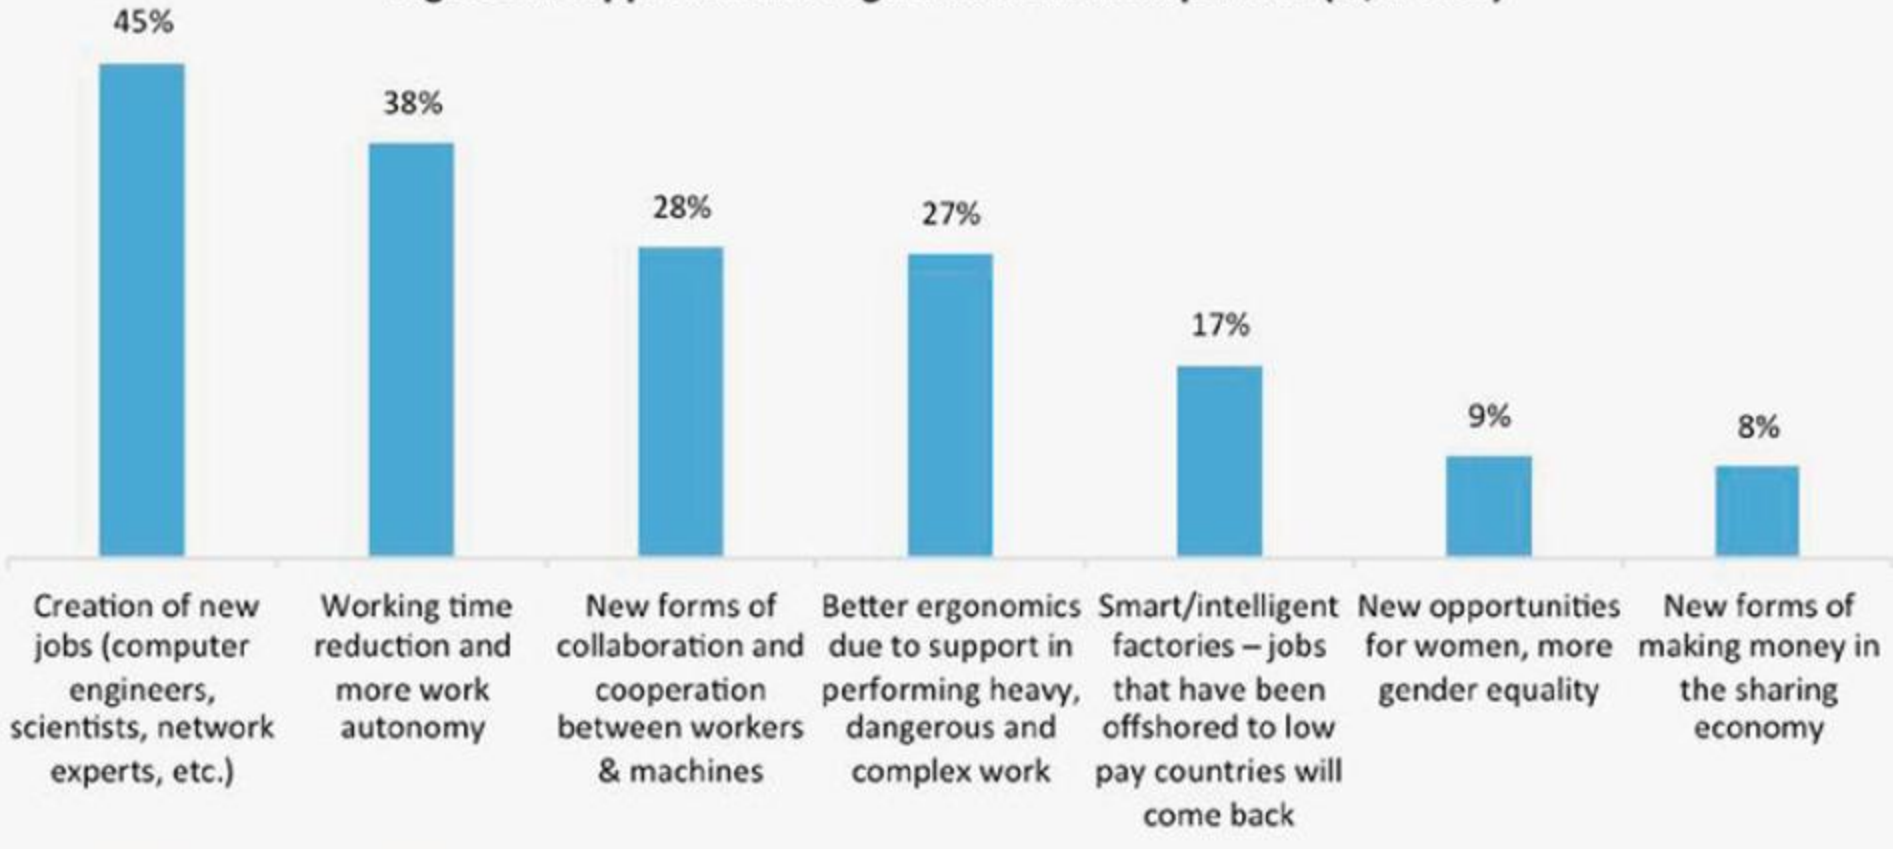 45%
38%
28%
27%
17%
9%
8%
Creation of new
jobs (computer
engineers,
scientists, network
experts, etc.)
Working time
reduction and
more work
autonomy
New forms of
collaboration and
cooperation
between workers
& machines
Better ergonomics
due to support in
performing heavy,
dangerous and
complex work
Smart/intelligent
factories – jobs
that have been
offshored to low
pay countries will
come back
New opportunities
for women, more
gender equality
New forms of
making money in
the sharing
economy